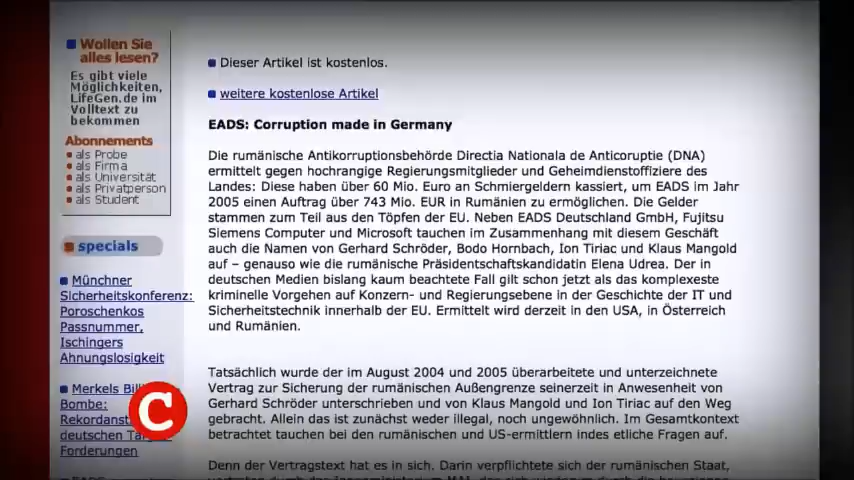 Wollen Sie
alles lesen?
Es gibt viele
Möglichkeiten,
LifeGen.de im
Volltext zu
bekommen
Abonnements
als Probe
als Firma
als Universität
als Privatperson
als Student
specials
Münchner
Sicherheitskonferenz:
Poroschenkos
Passnummer,
Ischingers
Ahnungslosigkeit
Merkels
Bombe:
deutschen
Forderungen
C
Dieser Artikel ist kostenlos.
weitere kostenlose Artikel
EADS: Corruption made in Germany
Die rumänische Antikorruptionsbehörde Directia Nationala de Anticoruptie (DNA)
ermittelt gegen hochrangige Regierungsmitglieder und Geheimdienstoffiziere des
Landes: Diese haben über 60 Mio. Euro an Schmiergeldern kassiert, um EADS im Jahr
2005 einen Auftrag über 743 Mio. EUR in Rumänien zu ermöglichen. Die Gelder
stammen zum Teil aus den Töpfen der EU. Neben EADS Deutschland GmbH, Fujitsu
Siemens Computer und Microsoft tauchen im Zusammenhang mit diesem Geschäft
auch die Namen von Gerhard Schröder, Bodo Hornbach, Ion Tiriac und Klaus Mangold
auf – genauso wie die rumänische Präsidentschaftskandidatin Elena Udrea. Der in
deutschen Medien bislang kaum beachtete Fall gilt schon jetzt als das komplexeste
kriminelle Vorgehen auf Konzern- und Regierungsebene in der Geschichte der IT und
Sicherheitstechnik innerhalb der EU. Ermittelt wird derzeit in den USA, in Österreich
und Rumänien.
Tatsächlich wurde der im August 2004 und 2005 überarbeitete und unterzeichnete
Vertrag zur Sicherung der rumänischen Außengrenze seinerzeit in Anwesenheit von
Gerhard Schröder unterschrieben und von Klaus Mangold und Ion Tiriac auf den Weg
gebracht. Allein das ist zunächst weder illegal, noch ungewöhnlich. Im Gesamtkontext
betrachtet tauchen bei den rumänischen und US-ermittlern indes etliche Fragen auf.
Denn der Vertragstext hat es in sich. Darin verpflichtete sich der rumänischen Staat,